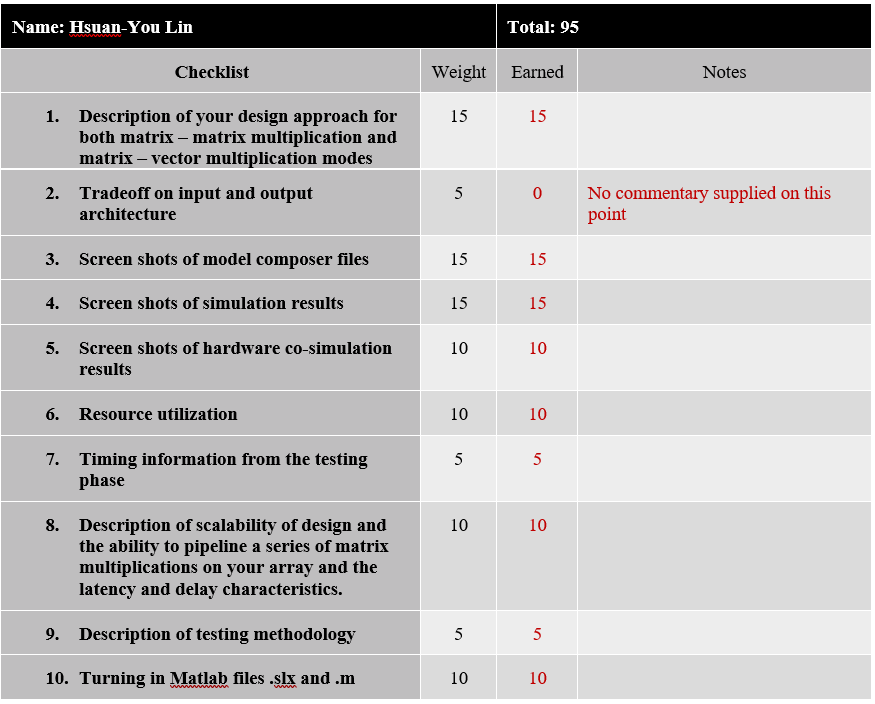 Name: Hsuan-You Lin Total: 95
Checklist Weight Earned Notes
1. Description of your design approach for 15 15
both matrix – matrix multiplication and
matrix – vector multiplication modes
2. Tradeoff on input and output 5 0 No commentary supplied on this
architecture point
3. Screen shots of model composer files 15 15
4. Screen shots of simulation results 15 15
5. Screen shots of hardware co-simulation 10 10
results
6. Resource utilization 10 10
7. Timing information from the testing 5 5
phase
8. Description of scalability of design and 10 10
the ability to pipeline a series of matrix
multiplications on your array and the
latency and delay characteristics.
9. Description of testing methodology 5 5
10. Turning in Matlab files .slx and .m 10 10